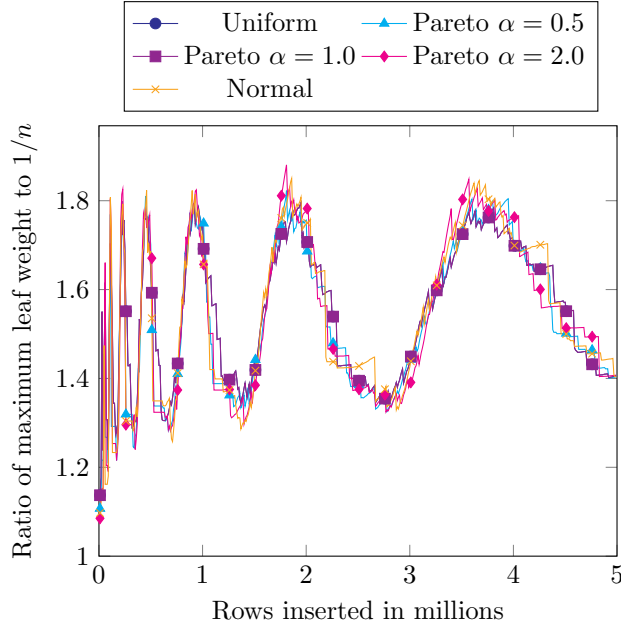 Uniform
Pareto α = 0.5
Pareto α = 1.0
Pareto α = 2.0
Normal
Ratio of maximum leaf weight to 1/n
1.8
1.6
1.4
1.2
1
0 1 2 3 4 5
Rows inserted in millions